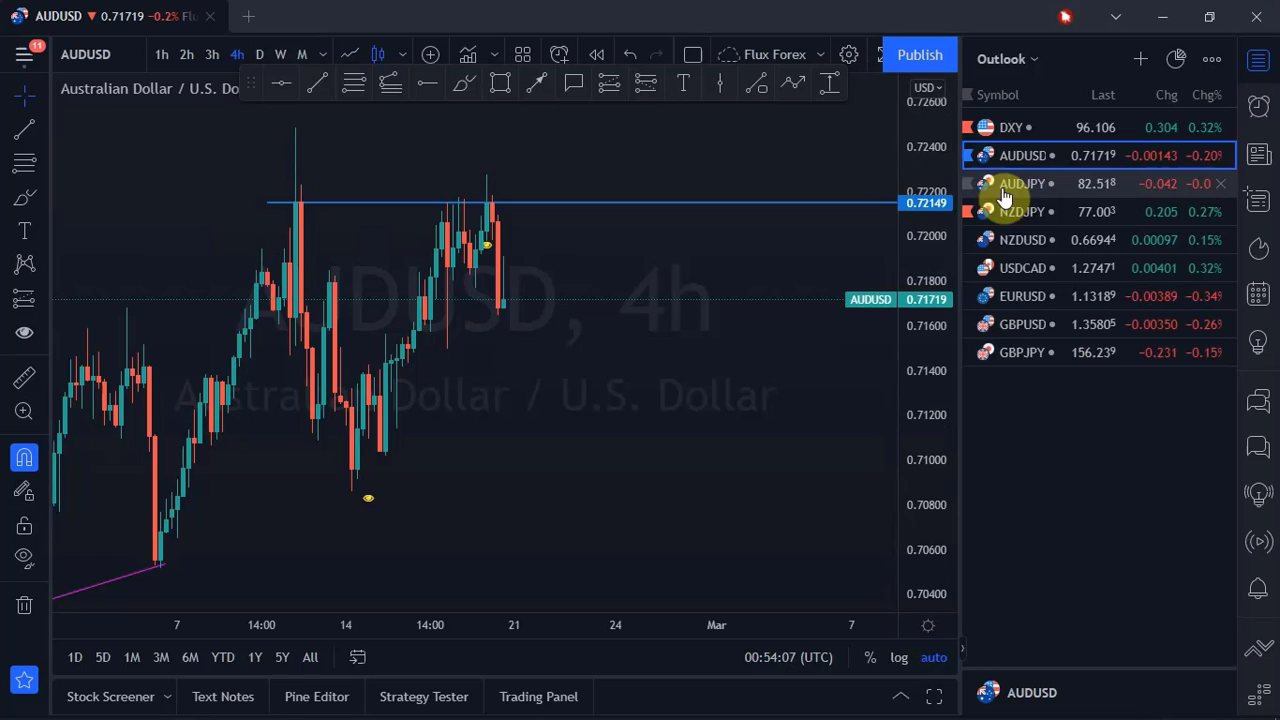 AUDUSD ▼ 0.71719 −0.2% Flu
11
AUDUSD
1h 2h 3h 4h D W M
Flux Forex
Publish
Australian Dollar / U.S. Do
USD
0.72600
0.72400
0.72200
0.72149
0.72000
0.71800
AUDUSD 0.71719
0.71600
0.71400
0.71200
0.71000
0.70800
0.70600
0.70400
AUDUSD, 4h
Australian Dollar / U.S. Dollar
7 14:00 14 14:00 21 24 Mar 7
1D 5D 1M 3M 6M YTD 1Y 5Y All
00:54:07 (UTC)
% log auto
Stock Screener Text Notes Pine Editor Strategy Tester Trading Panel
Outlook
Symbol Last Chg Chg%
DXY 96.106 0.304 0.32%
AUDUSD 0.71719 −0.00143 −0.20%
AUDJPY 82.518 −0.042 −0.0
NZDJPY 77.003 0.205 0.27%
NZDUSD 0.66944 0.00097 0.15%
USDCAD 1.27471 0.00401 0.32%
EURUSD 1.13189 −0.00389 −0.34%
GBPUSD 1.35805 −0.00350 −0.26%
GBPJPY 156.239 −0.231 −0.15%
AUDUSD